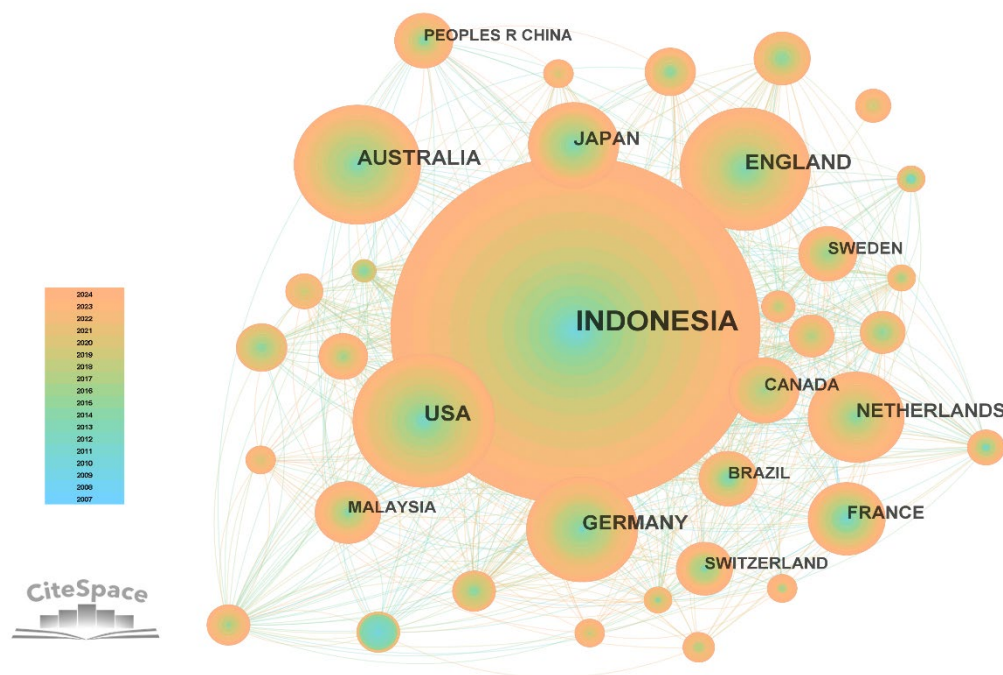 PEOPLES R CHINA
JAPAN
AUSTRALIA
ENGLAND
SWEDEN
INDONESIA
CANADA
USA
NETHERLANDS
BRAZIL
MALAYSIA
GERMANY
FRANCE
SWITZERLAND
2024
2023
2022
2021
2020
2019
2018
2017
2016
2015
2014
2013
2012
2011
2010
2009
2008
2007
CiteSpace